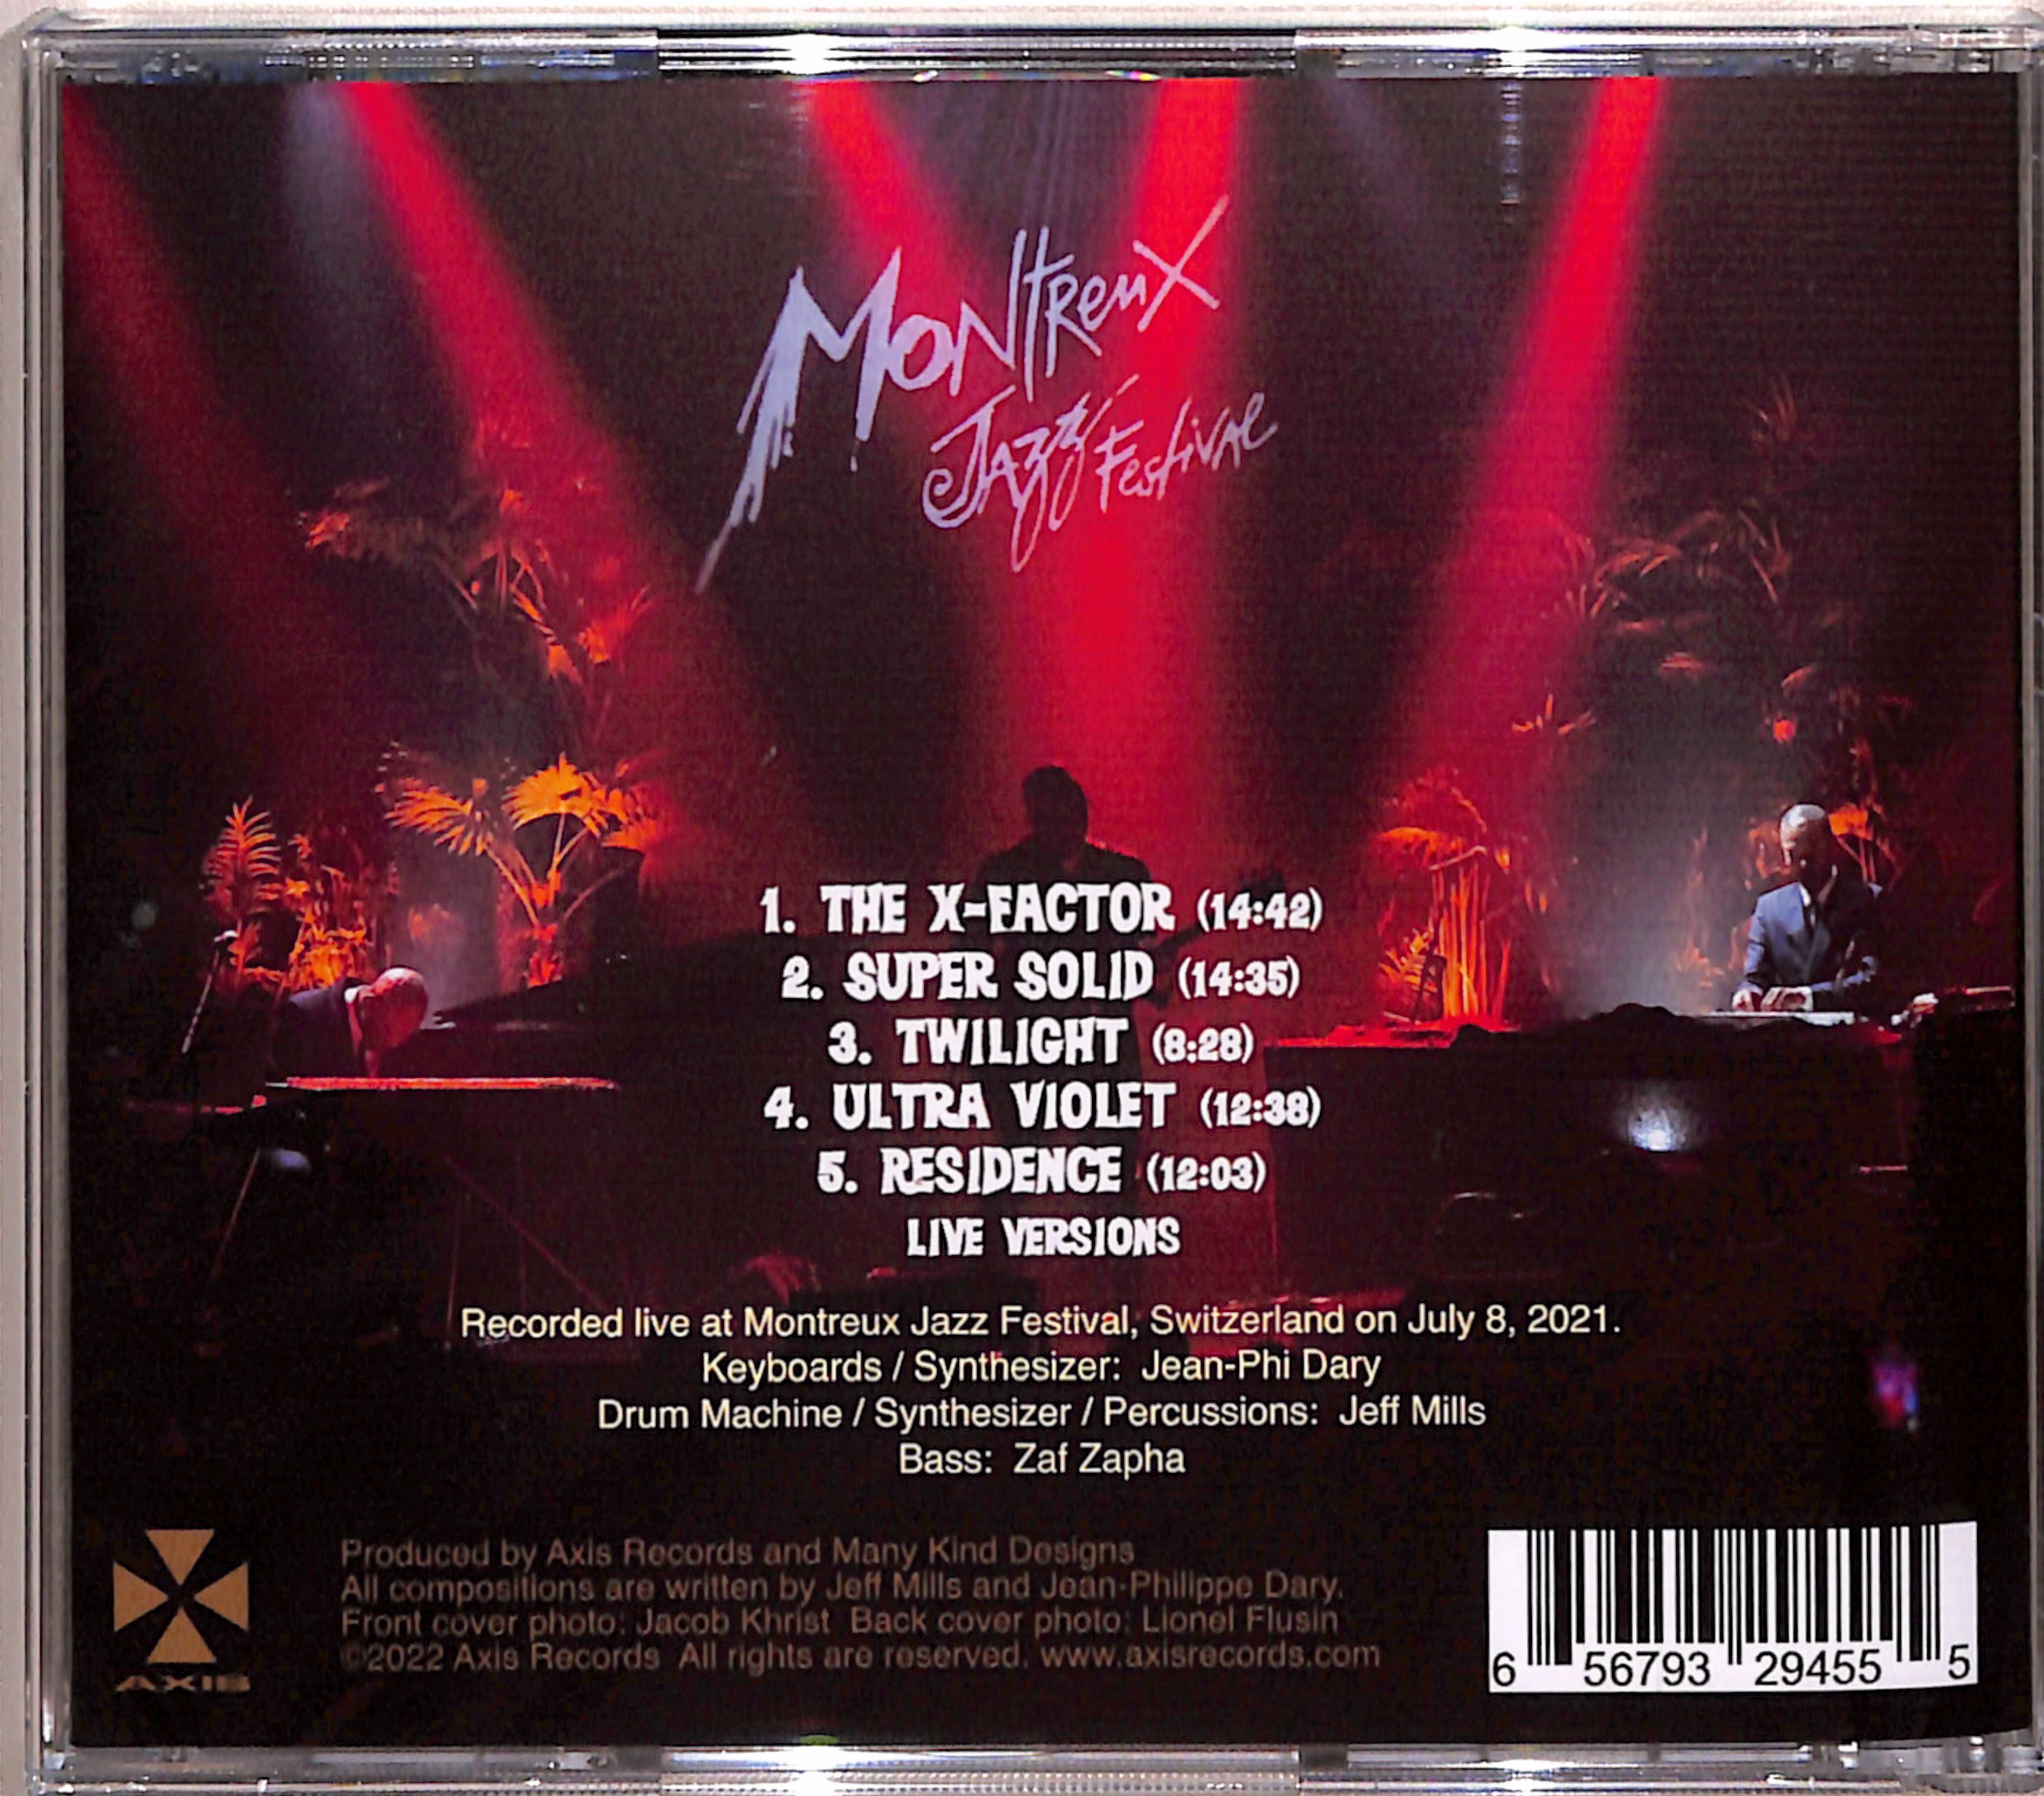 Montreux
Jazz Festival
1. THE X-FACTOR (14:42)
2. SUPER SOLID (14:35)
3. TWILIGHT (8:28)
4. ULTRA VIOLET (12:38)
5. RESIDENCE (12:03)
LIVE VERSIONS
Recorded live at Montreux Jazz Festival, Switzerland on July 8, 2021.
Keyboards / Synthesizer: Jean-Phi Dary
Drum Machine / Synthesizer / Percussions: Jeff Mills
Bass: Zaf Zapha
Produced by Axis Records and Many Kind Designs
All compositions are written by Jeff Mills and Jean-Philippe Dary.
Front cover photo: Jacob Khrist Back cover photo: Lionel Flusin
©2022 Axis Records All rights are reserved. www.axisrecords.com
AXIS
6 56793 29455 5